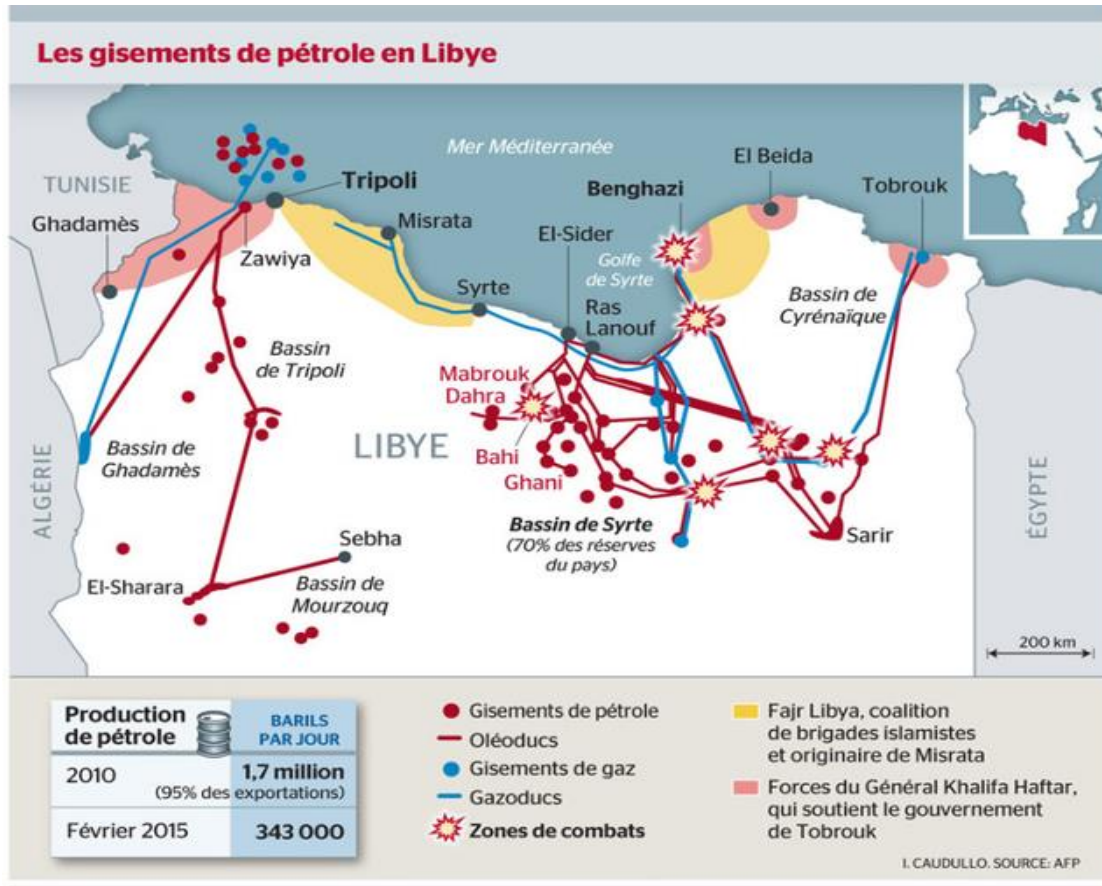 Les gisements de pétrole en Libye
Mer Méditerranée
TUNISIE
Ghadamès
Tripoli
Misrata
Zawiya
Syrte
El-Sider
Golfe
de Syrte
Ras
Lanouf
Benghazi
El Beida
Tobrouk
Bassin de
Cyrénaïque
Bassin
de Tripoli
Bassin de
Ghadamès
Mabrouk
Dahra
LIBYE
Bahi
Ghani
ALGÉRIE
ÉGYPTE
Bassin de Syrte
(70% des réserves
du pays)
Sarir
Sebha
El-Sharara
Bassin de
Mourzouq
200 km
Production
de pétrole
BARILS
PAR JOUR
2010
1,7 million
(95% des exportations)
Février 2015
343 000
Gisements de pétrole
Oléoducs
Gisements de gaz
Gazoducs
Zones de combats
Fajr Libya, coalition
de brigades islamistes
et originaire de Misrata
Forces du Général Khalifa Haftar,
qui soutient le gouvernement
de Tobrouk
I. CAUDULLO. SOURCE: AFP